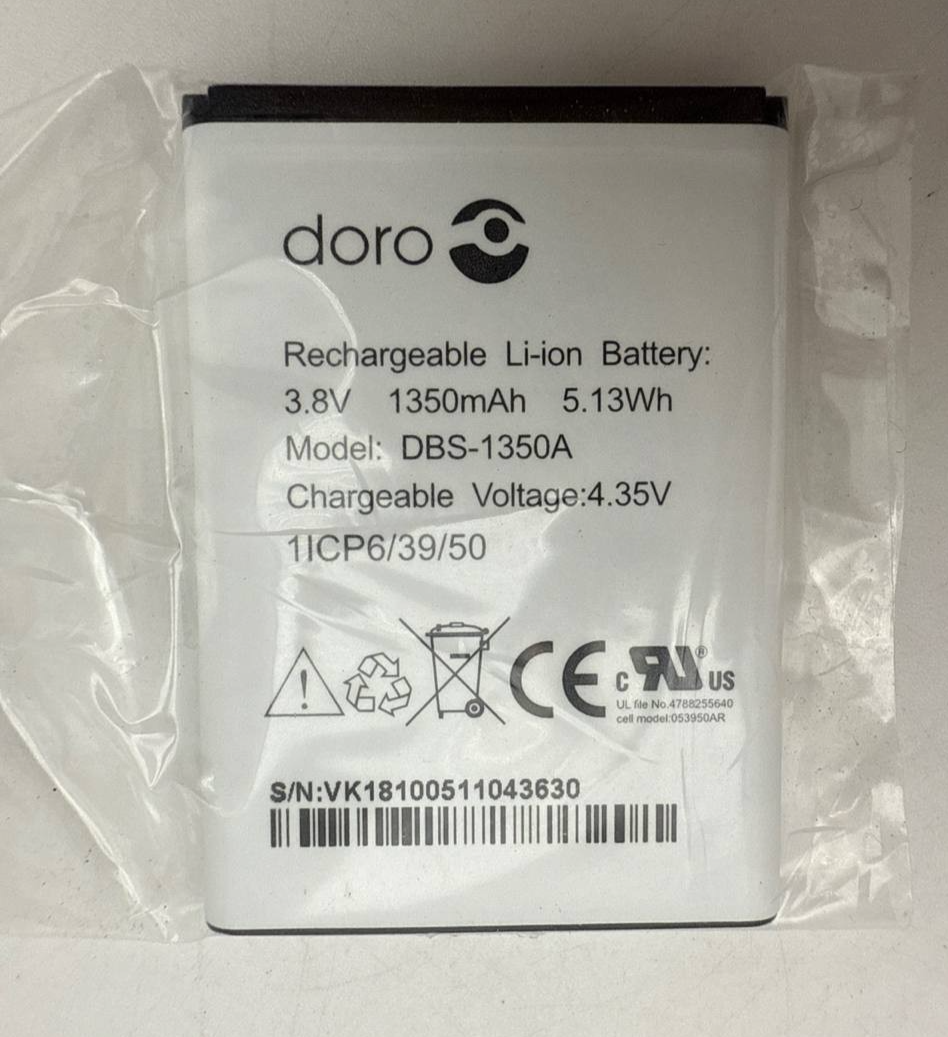 doro
Rechargeable Li-ion Battery:
3.8V 1350mAh 5.13Wh
Model: DBS-1350A
Chargeable Voltage:4.35V
1ICP6/39/50
CE c RU® US
UL file No.4788255640
cell model:053950AR
S/N:VK18100511043630